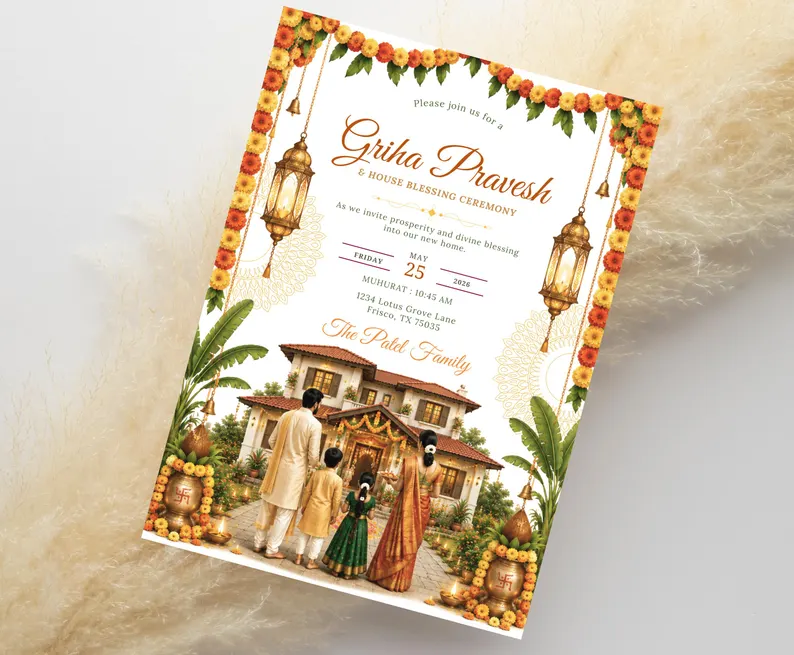 Please join us for a
Griha Pravesh
& HOUSE BLESSING CEREMONY
As we invite prosperity and divine blessing
into our new home.
MAY
FRIDAY 25 2026
MUHURAT : 10:45 AM
1234 Lotus Grove Lane
Frisco, TX 75035
The Patel Family